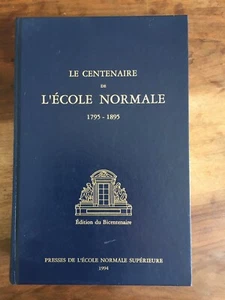 LE CENTENAIRE
DE
L'ÉCOLE NORMALE
1795 - 1895
Édition du Bicentenaire
PRESSES DE L'ÉCOLE NORMALE SUPÉRIEURE
1994